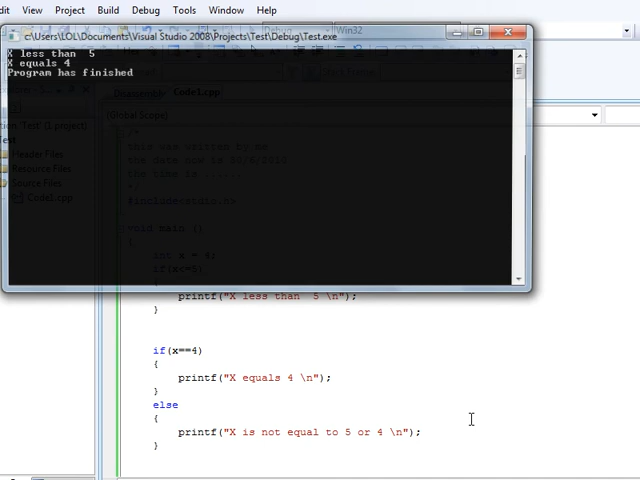 dit View Project Build Debug Tools Window Help
c:\Users\LOL\Documents\Visual Studio 2008\Projects\Test\Debug\Test.exe
Win32
X less than  5
X equals 4
Program has finished
Code1.cpp
(Global Scope)
ion 'Test' (1 project)
Test
Header Files
Resource Files
Source Files
Code1.cpp
/*
this was written by me
the date now is
the time is ....
*/
#include<stdio.h>
void main ()
{
int x = 4;
if(x<=5)
{
printf("X less than  5 \n");
}
if(x==4)
{
printf("X equals 4 \n");
}
else
{
printf("X is not equal to 5 or 4 \n");
}